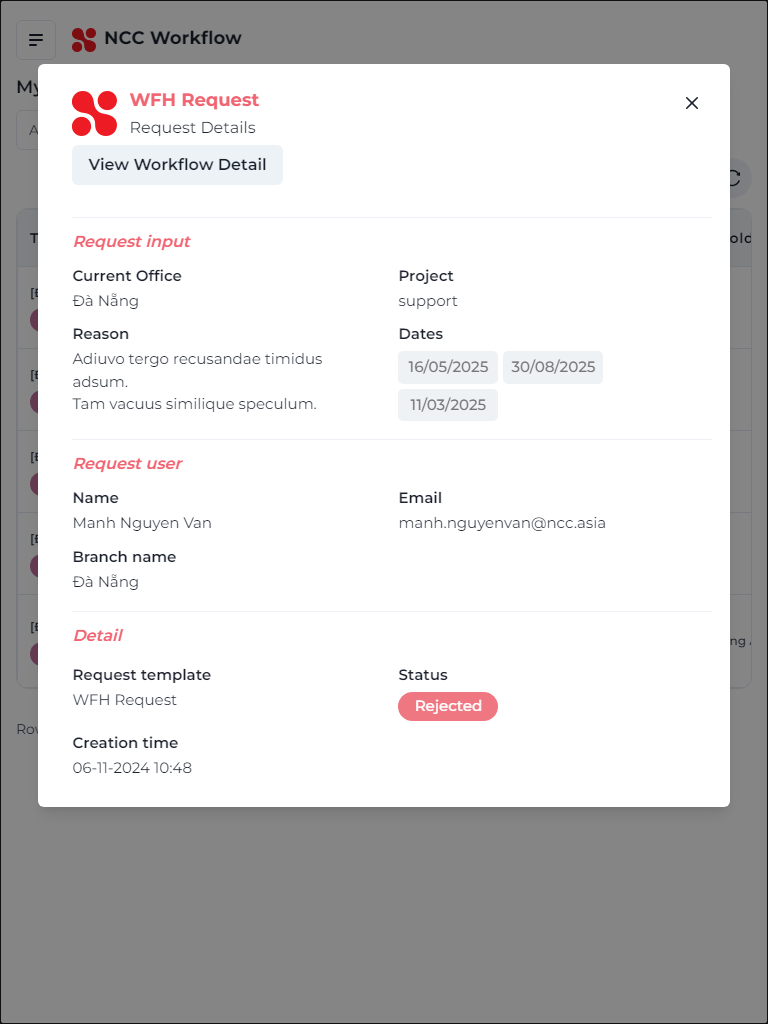 NCC Workflow
My
WFH Request
Request Details
View Workflow Detail
Request input
Current Office
Project
Đà Nẵng
support
Reason
Dates
Adiuvo tergo recusandae timidus
adsum.
Tam vacuus similique speculum.
16/05/2025 30/08/2025
11/03/2025
Request user
Name
Email
Manh Nguyen Van
manh.nguyenvan@ncc.asia
Branch name
Đà Nẵng
Detail
Request template
Status
WFH Request
Rejected
Creation time
06-11-2024 10:48